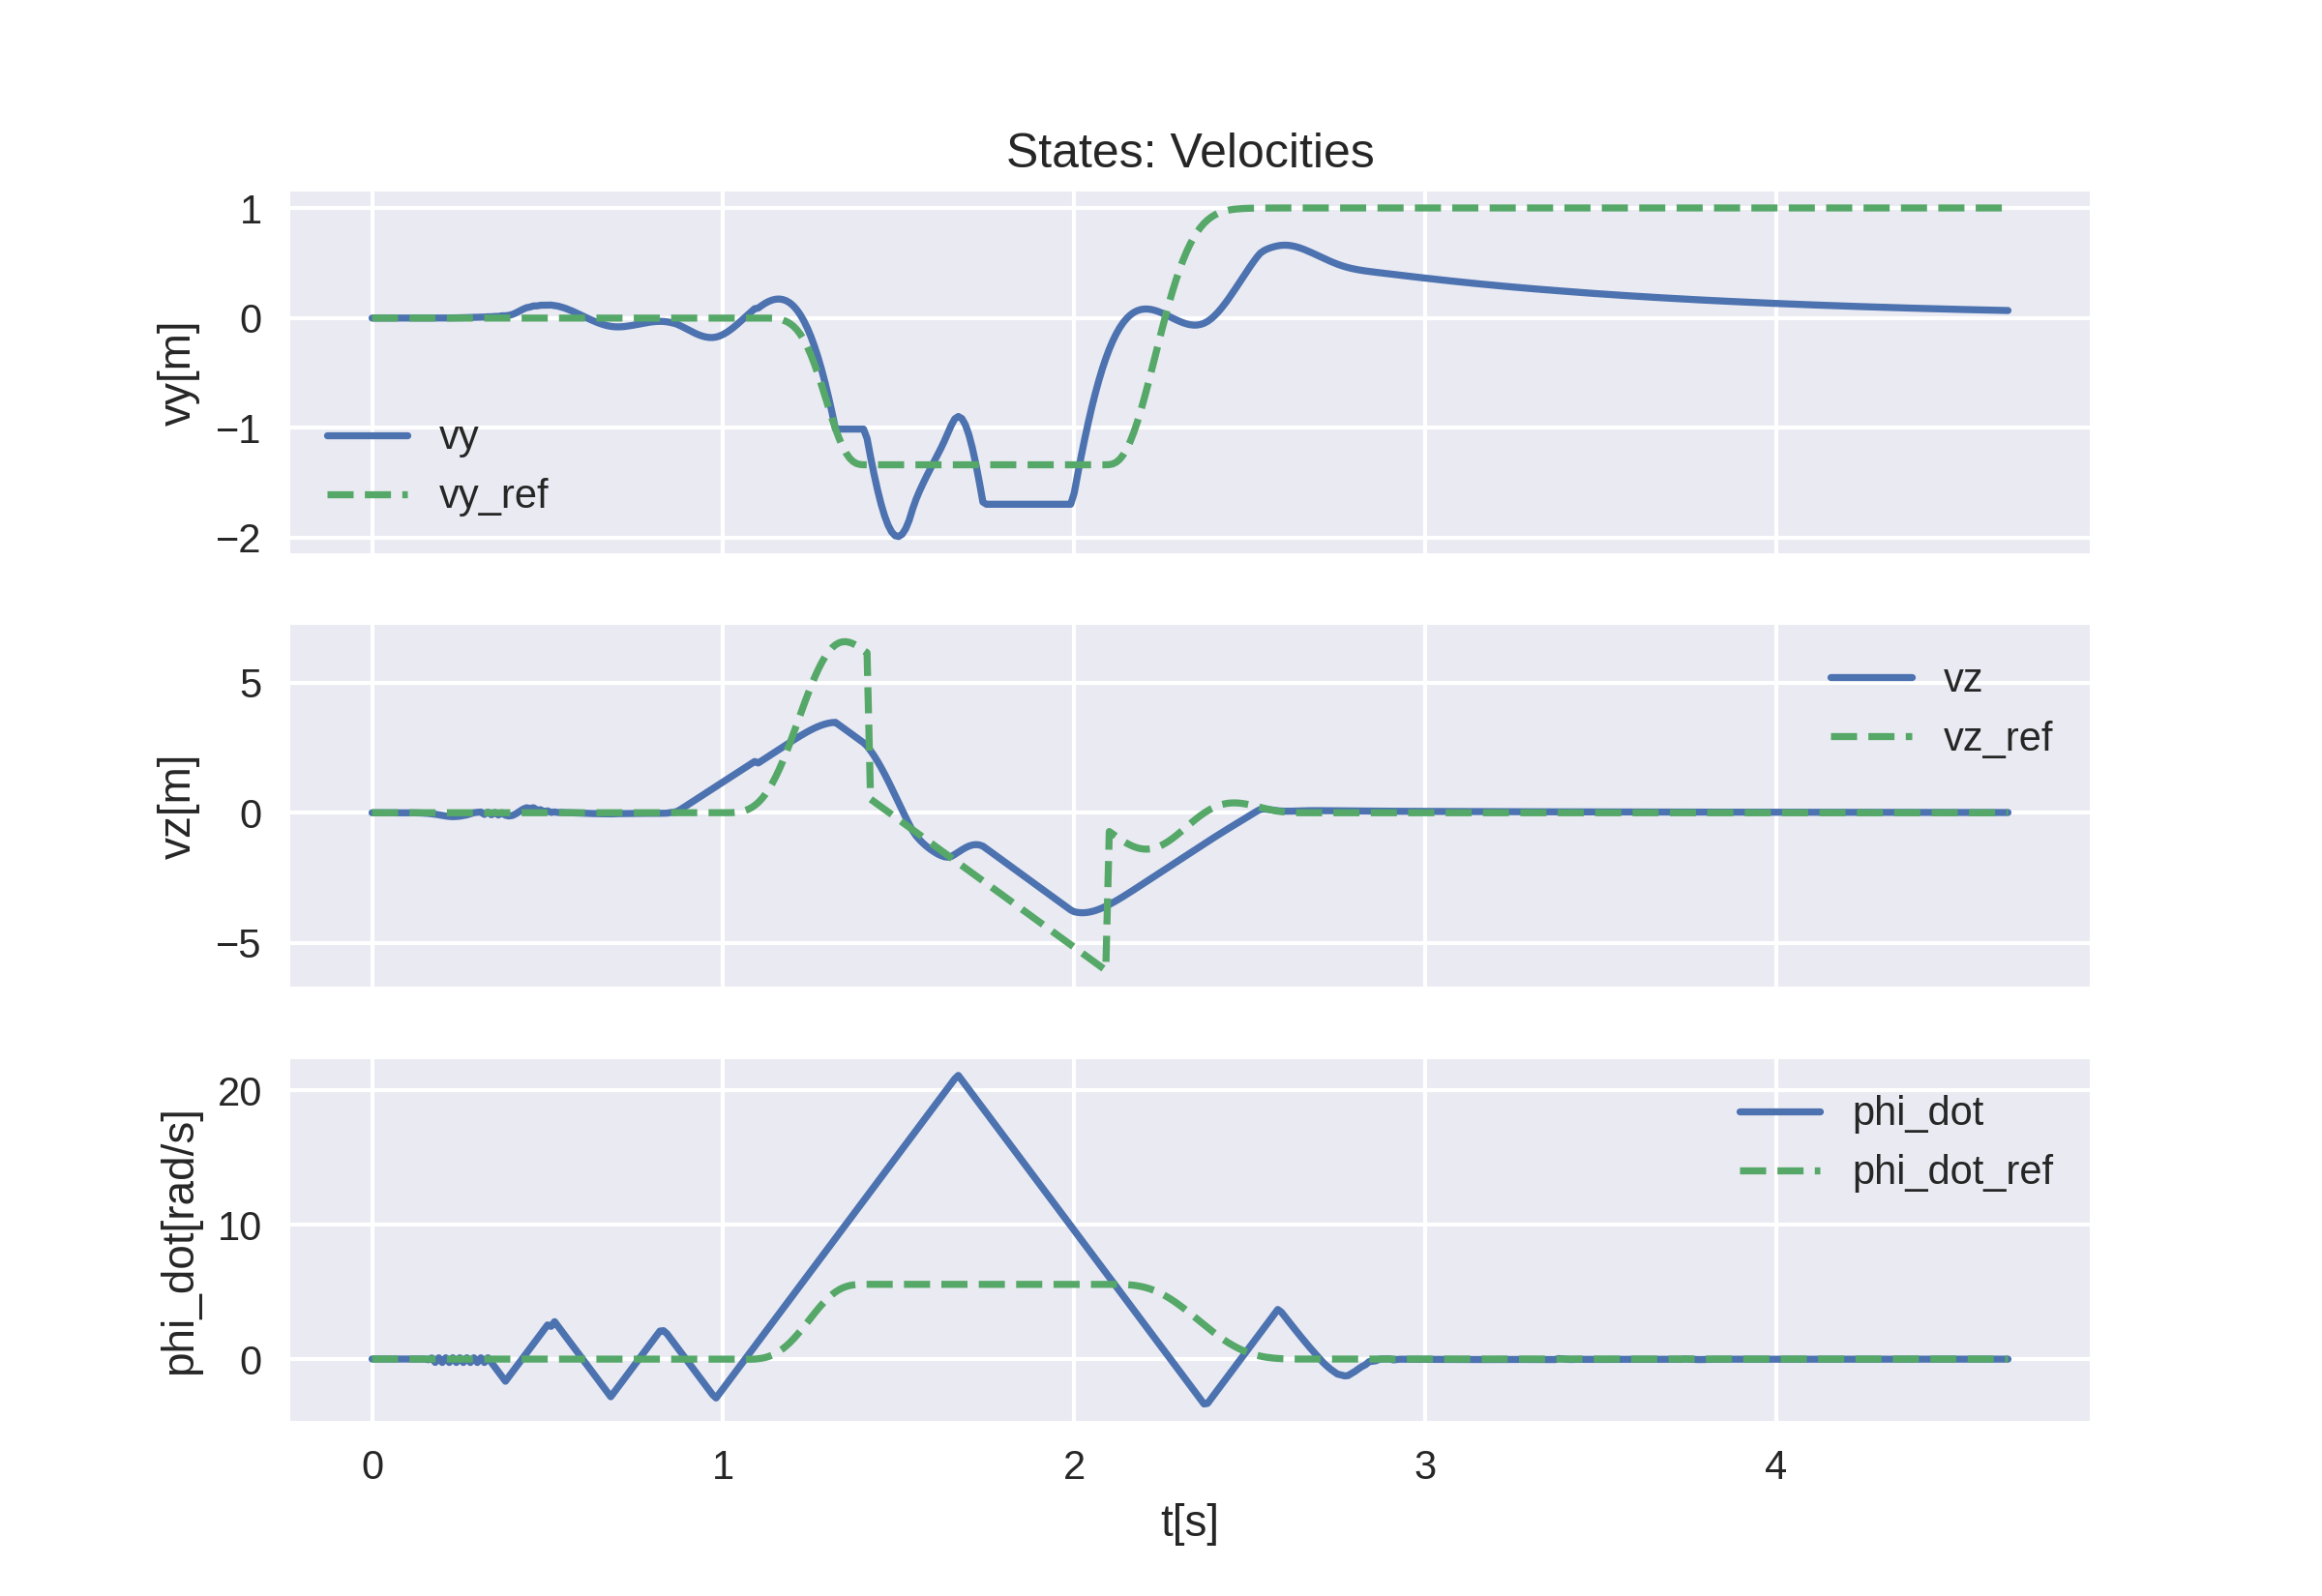 States: Velocities
1
0
−1
−2
vy[m]
vy
vy_ref
5
0
−5
vz[m]
vz
vz_ref
20
10
0
phi_dot[rad/s]
phi_dot
phi_dot_ref
0 1 2 3 4
t[s]